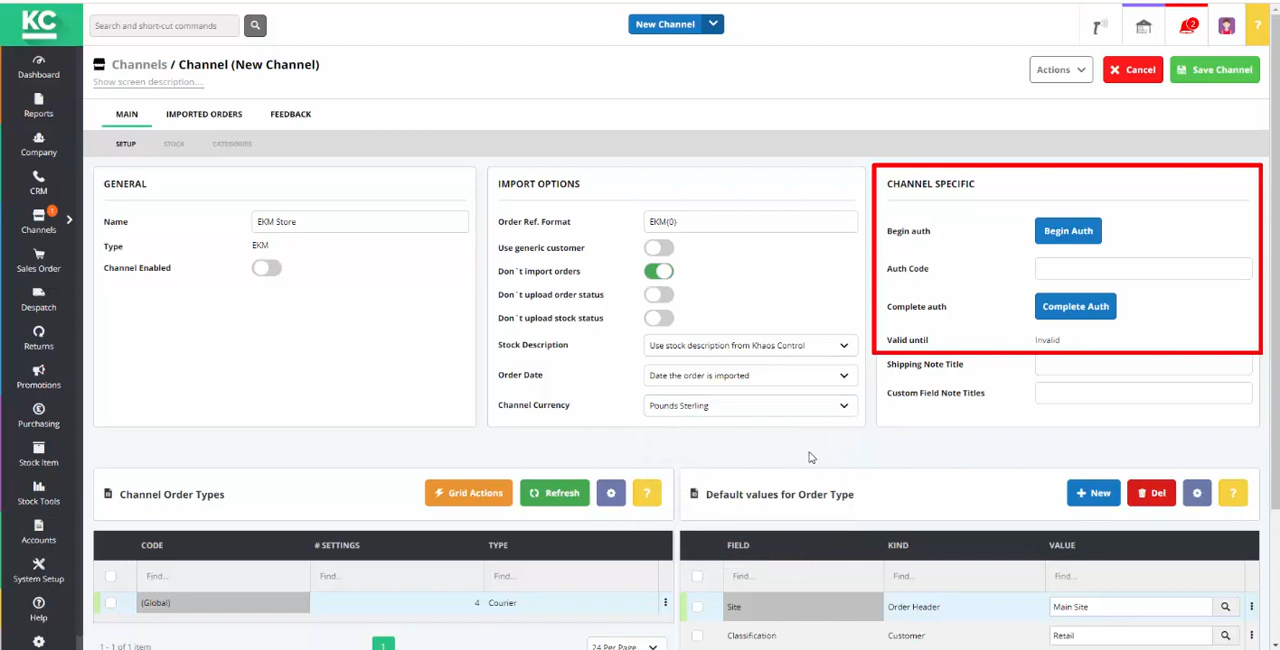 KC
Search and short-cut commands
New Channel
2
?
Dashboard
Reports
Company
CRM
1
Channels
Sales Order
Despatch
Returns
Promotions
Purchasing
Stock Item
Stock Tools
Accounts
System Setup
Help
Channels / Channel (New Channel)
Show screen description....
Actions
Cancel
Save Channel
MAIN
IMPORTED ORDERS
FEEDBACK
SETUP
STOCK
CATEGORIES
GENERAL
Name
EKM Store
Type
EKM
Channel Enabled
IMPORT OPTIONS
Order Ref. Format
EKM{0}
Use generic customer
Don`t import orders
Don`t upload order status
Don`t upload stock status
Stock Description
Use stock description from Khaos Control
Order Date
Date the order is imported
Channel Currency
Pounds Sterling
CHANNEL SPECIFIC
Begin auth
Begin Auth
Auth Code
Complete auth
Complete Auth
Valid until
Invalid
Shipping Note Title
Custom Field Note Titles
Channel Order Types
Grid Actions
Refresh
?
CODE
# SETTINGS
TYPE
Find...
Find...
Find...
(Global)
4
Courier
1 - 1 of 1 item
1
24 Per Page
Default values for Order Type
New
Del
?
FIELD
KIND
VALUE
Find...
Find...
Find...
Site
Order Header
Main Site
Classification
Customer
Retail